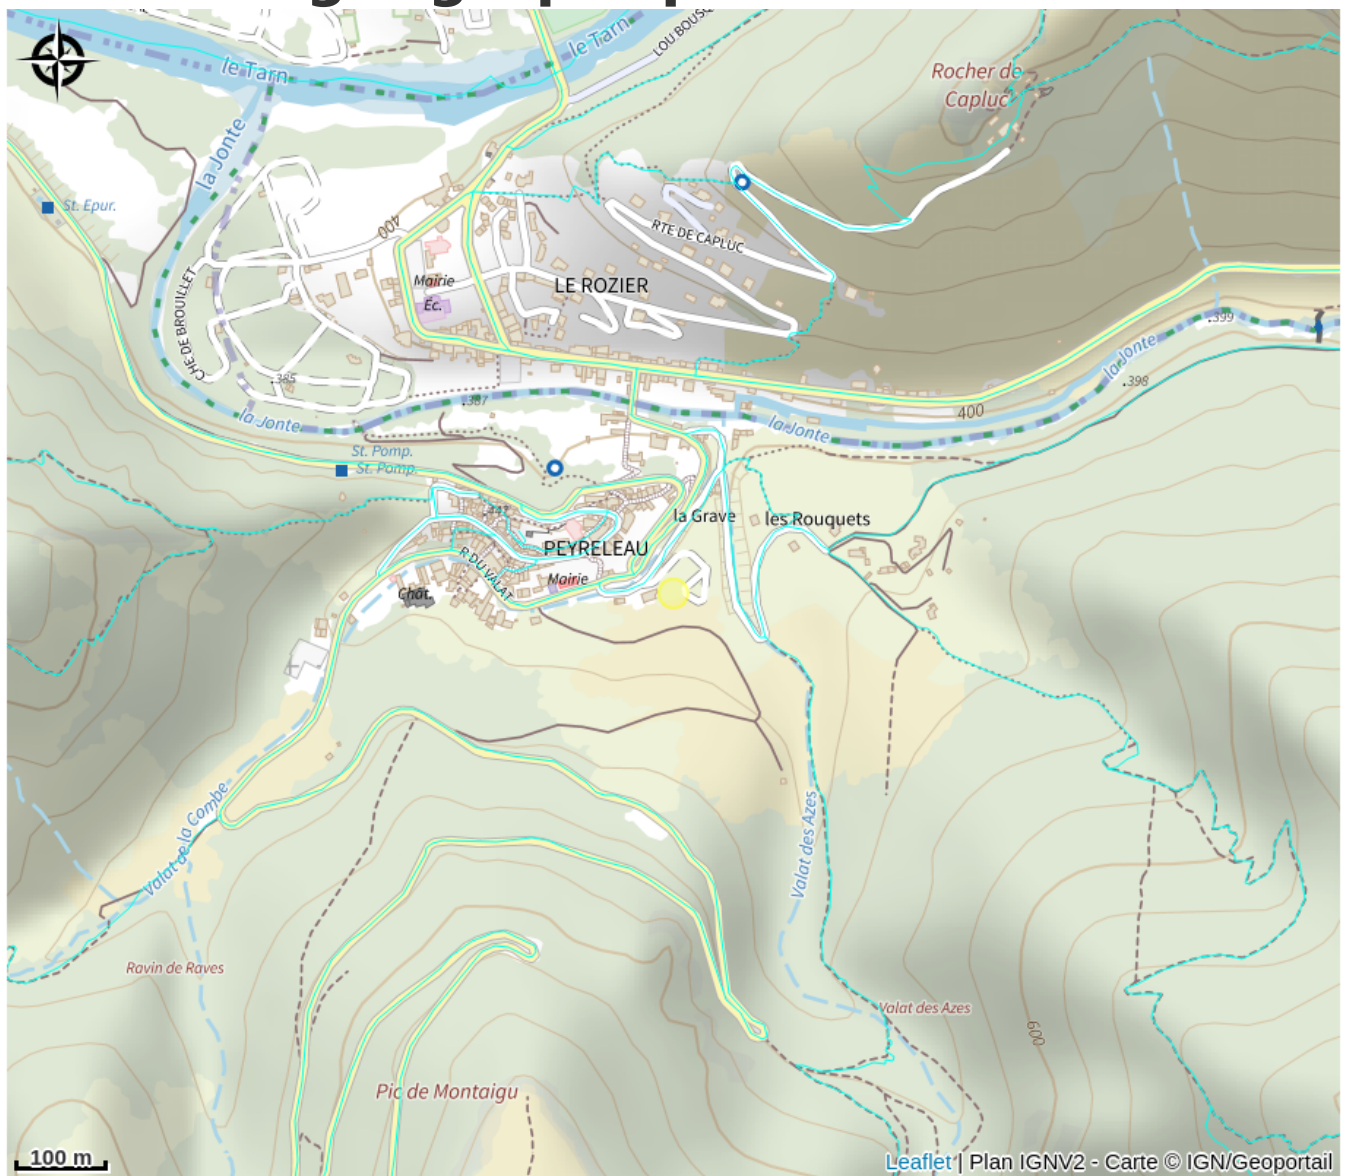 le Tarn
le Tarn
LOU BOUSQ
Rocher de
Capluc
la Jonte
St. Epur.
400
RTE DE CAPLUC
Mairie
Éc.
LE ROZIER
CHE DE BROUILLET
.399
la Jonte
.385
.387
.398
400
la Jonte
la Jonte
St. Pomp.
St. Pomp.
la Grave
les Rouquets
PEYRELEAU
R DU VALAT
Mairie
Chât.
Valat de la Combe
Valat des Azes
Ravin de Raves
Valat des Azes
600
Pic de Montaigu
100 m
Leaflet | Plan IGNV2 - Carte © IGN/Geoportail